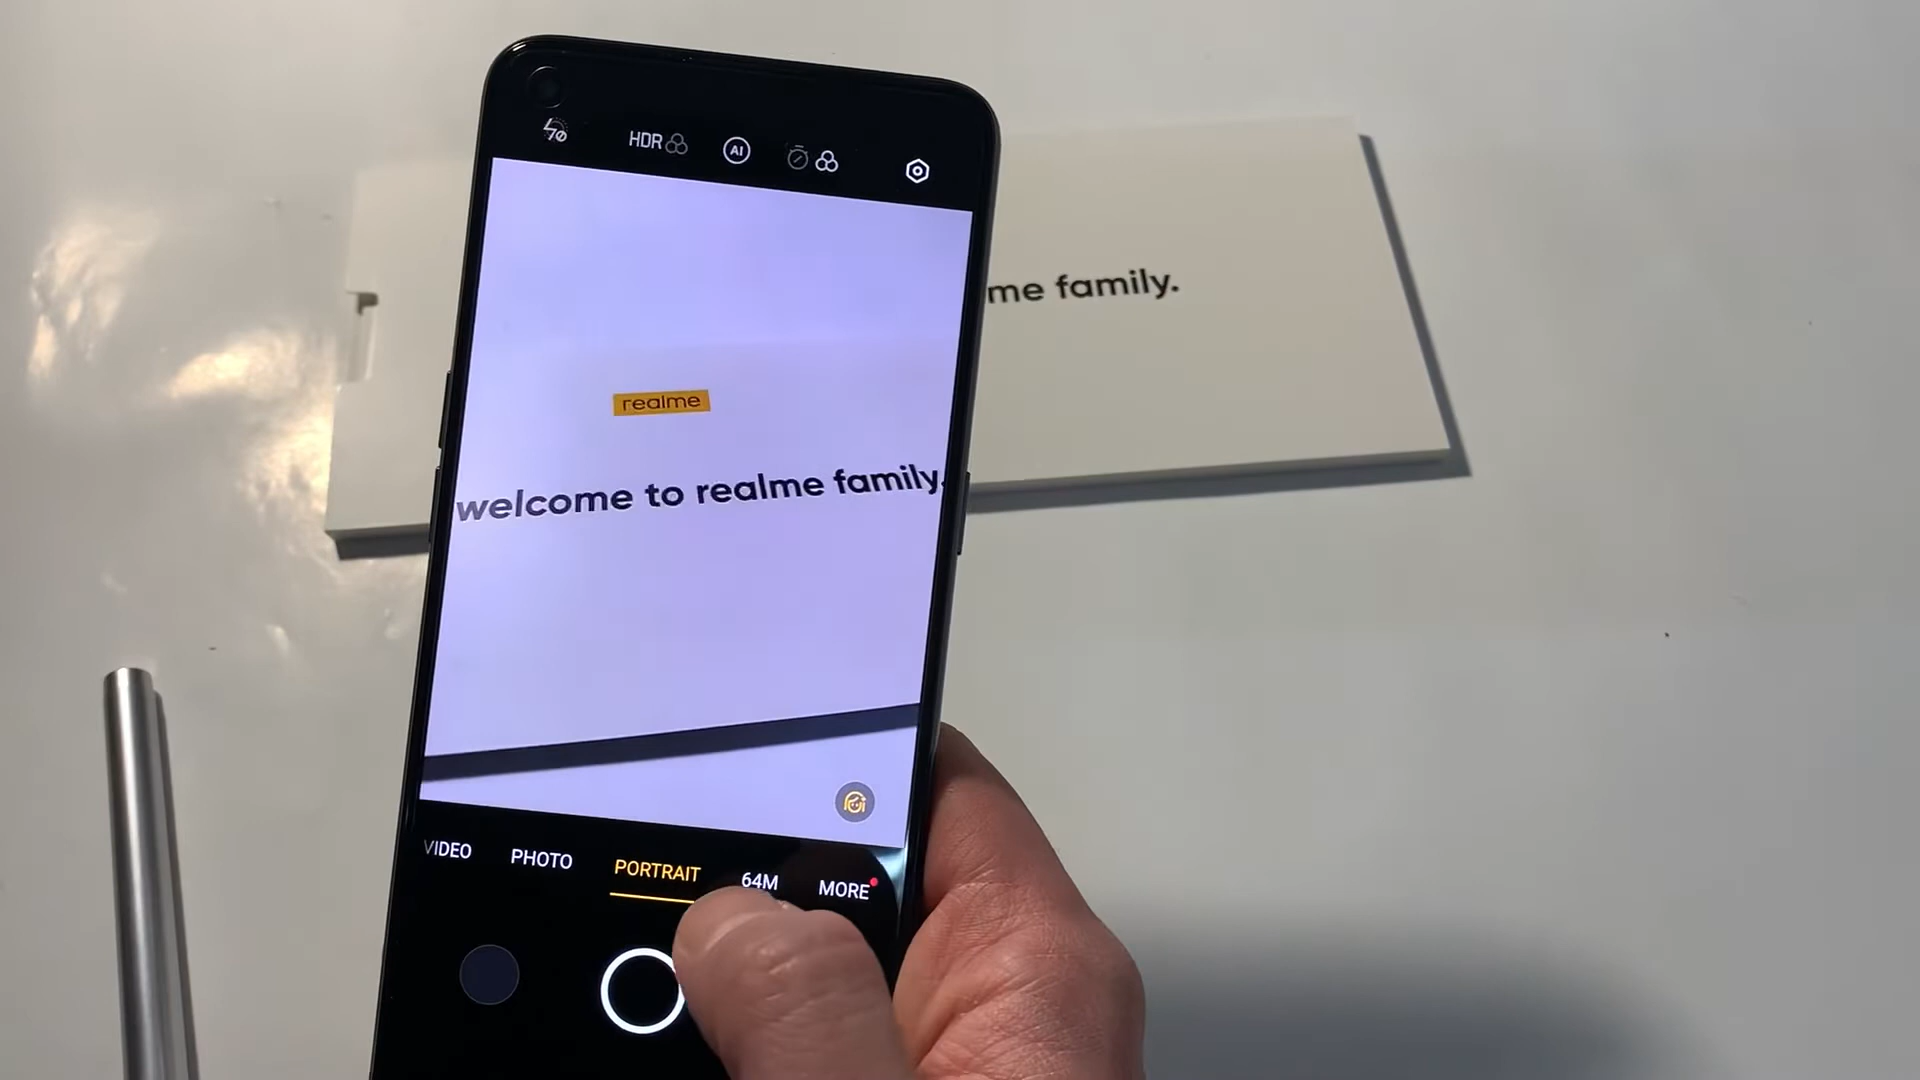 HDR AI
realme
welcome to realme family.
me family.
VIDEO PHOTO PORTRAIT 64M MORE